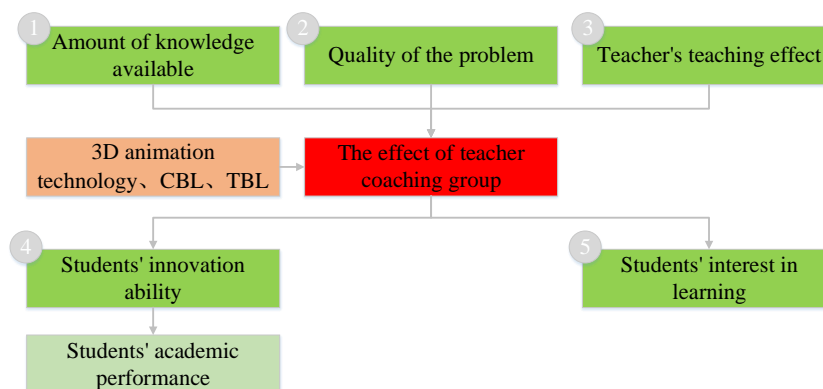 1
Amount of knowledge
available
2
Quality of the problem
3
Teacher's teaching effect
3D animation
technology、CBL、TBL
The effect of teacher
coaching group
4
Students' innovation
ability
5
Students' interest in
learning
Students' academic
performance